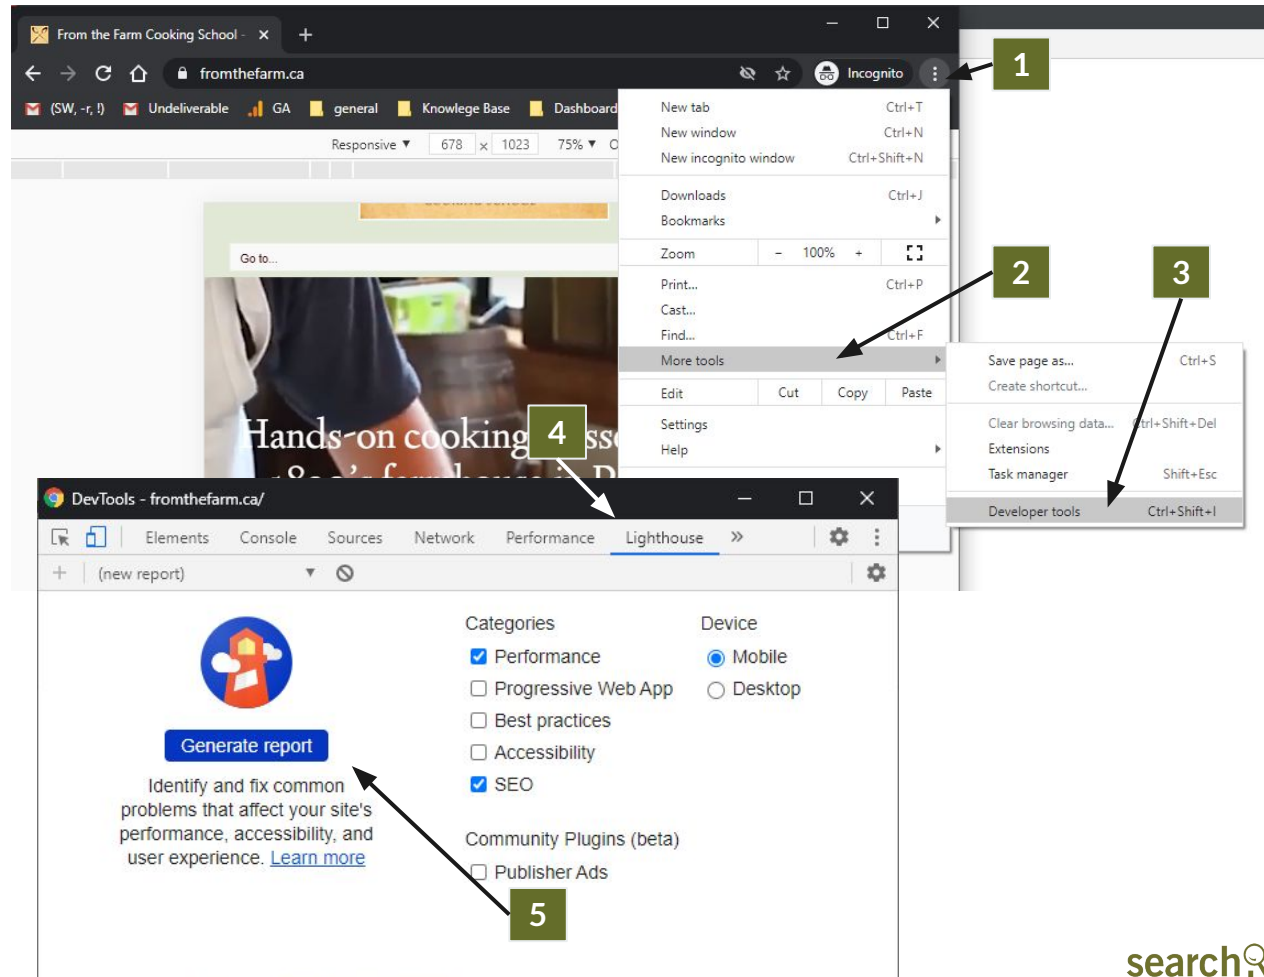 From the Farm Cooking School -
fromthefarm.ca
Incognito
1
(SW, -r, !) Undeliverable GA general Knowlege Base Dashboard
Responsive ▼ 678 × 1023 75% ▼
New tab Ctrl+T
New window Ctrl+N
New incognito window Ctrl+Shift+N
Downloads Ctrl+J
Bookmarks
Zoom - 100% +
Print... Ctrl+P
Cast...
Find... Ctrl+F
More tools
Edit Cut Copy Paste
Settings
Help
2
3
COOKING SCHOOL
Go to...
Hands-on cooking
4
Save page as... Ctrl+S
Create shortcut...
Clear browsing data... Ctrl+Shift+Del
Extensions
Task manager Shift+Esc
Developer tools Ctrl+Shift+I
DevTools - fromthefarm.ca/
Elements Console Sources Network Performance Lighthouse »
+ (new report) ▼
Generate report
Identify and fix common
problems that affect your site's
performance, accessibility, and
user experience. Learn more
Categories
Performance
Progressive Web App
Best practices
Accessibility
SEO
Community Plugins (beta)
Publisher Ads
Device
Mobile
Desktop
5
search